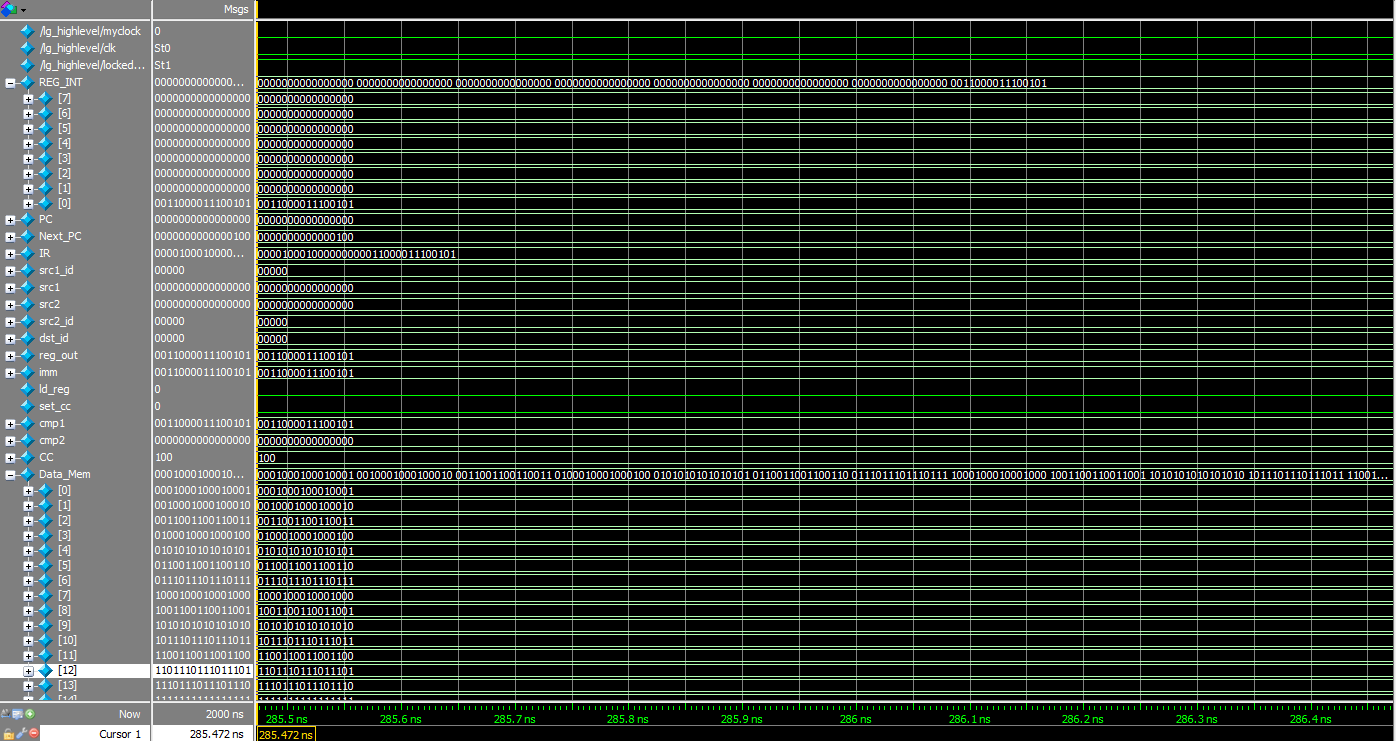 Msgs
/lg_highlevel/myclock 0
/lg_highlevel/clk St0
/lg_highlevel/locked... St1
REG_INT 0000000000000... 0000000000000000 0000000000000000 0000000000000000 0000000000000000 0000000000000000 0000000000000000 0000000000000000 0011000011100101
[7] 0000000000000000 0000000000000000
[6] 0000000000000000 0000000000000000
[5] 0000000000000000 0000000000000000
[4] 0000000000000000 0000000000000000
[3] 0000000000000000 0000000000000000
[2] 0000000000000000 0000000000000000
[1] 0000000000000000 0000000000000000
[0] 0011000011100101 0011000011100101
PC 0000000000000000 0000000000000000
Next_PC 0000000000000100 0000000000000100
IR 0000100010000... 00001000100000000011000011100101
src1_id 00000 00000
src1 0000000000000000 0000000000000000
src2 0000000000000000 0000000000000000
src2_id 00000 00000
dst_id 00000 00000
reg_out 0011000011100101 0011000011100101
imm 0011000011100101 0011000011100101
ld_reg 0
set_cc 0
cmp1 0011000011100101 0011000011100101
cmp2 0000000000000000 0000000000000000
CC 100 100
Data_Mem 0001000100010... 0001000100010001 0010001000100010 0011001100110011 0100010001000100 0101010101010101 0110011001100110 0111011101110111 1000100010001000 1001100110011001 1010101010101010 1011101110111011 11001...
[0] 0001000100010001 0001000100010001
[1] 0010001000100010 0010001000100010
[2] 0011001100110011 0011001100110011
[3] 0100010001000100 0100010001000100
[4] 0101010101010101 0101010101010101
[5] 0110011001100110 0110011001100110
[6] 0111011101110111 0111011101110111
[7] 1000100010001000 1000100010001000
[8] 1001100110011001 1001100110011001
[9] 1010101010101010 1010101010101010
[10] 1011101110111011 1011101110111011
[11] 1100110011001100 1100110011001100
[12] 1101110111011101 1101110111011101
[13] 1110111011101110 1110111011101110
Now 2000 ns 285.5 ns 285.6 ns 285.7 ns 285.8 ns 285.9 ns 286 ns 286.1 ns 286.2 ns 286.3 ns 286.4 ns
Cursor 1 285.472 ns 285.472 ns